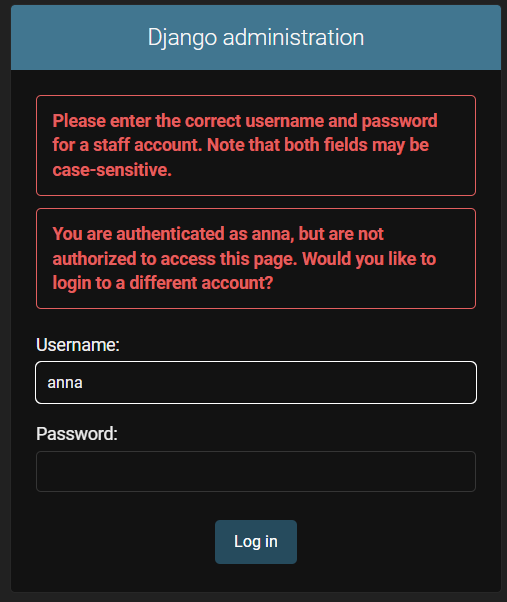 Django administration
Please enter the correct username and password
for a staff account. Note that both fields may be
case-sensitive.
You are authenticated as anna, but are not
authorized to access this page. Would you like to
login to a different account?
Username:
anna
Password:
Log in